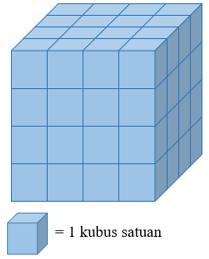 = 1 kubus satuan